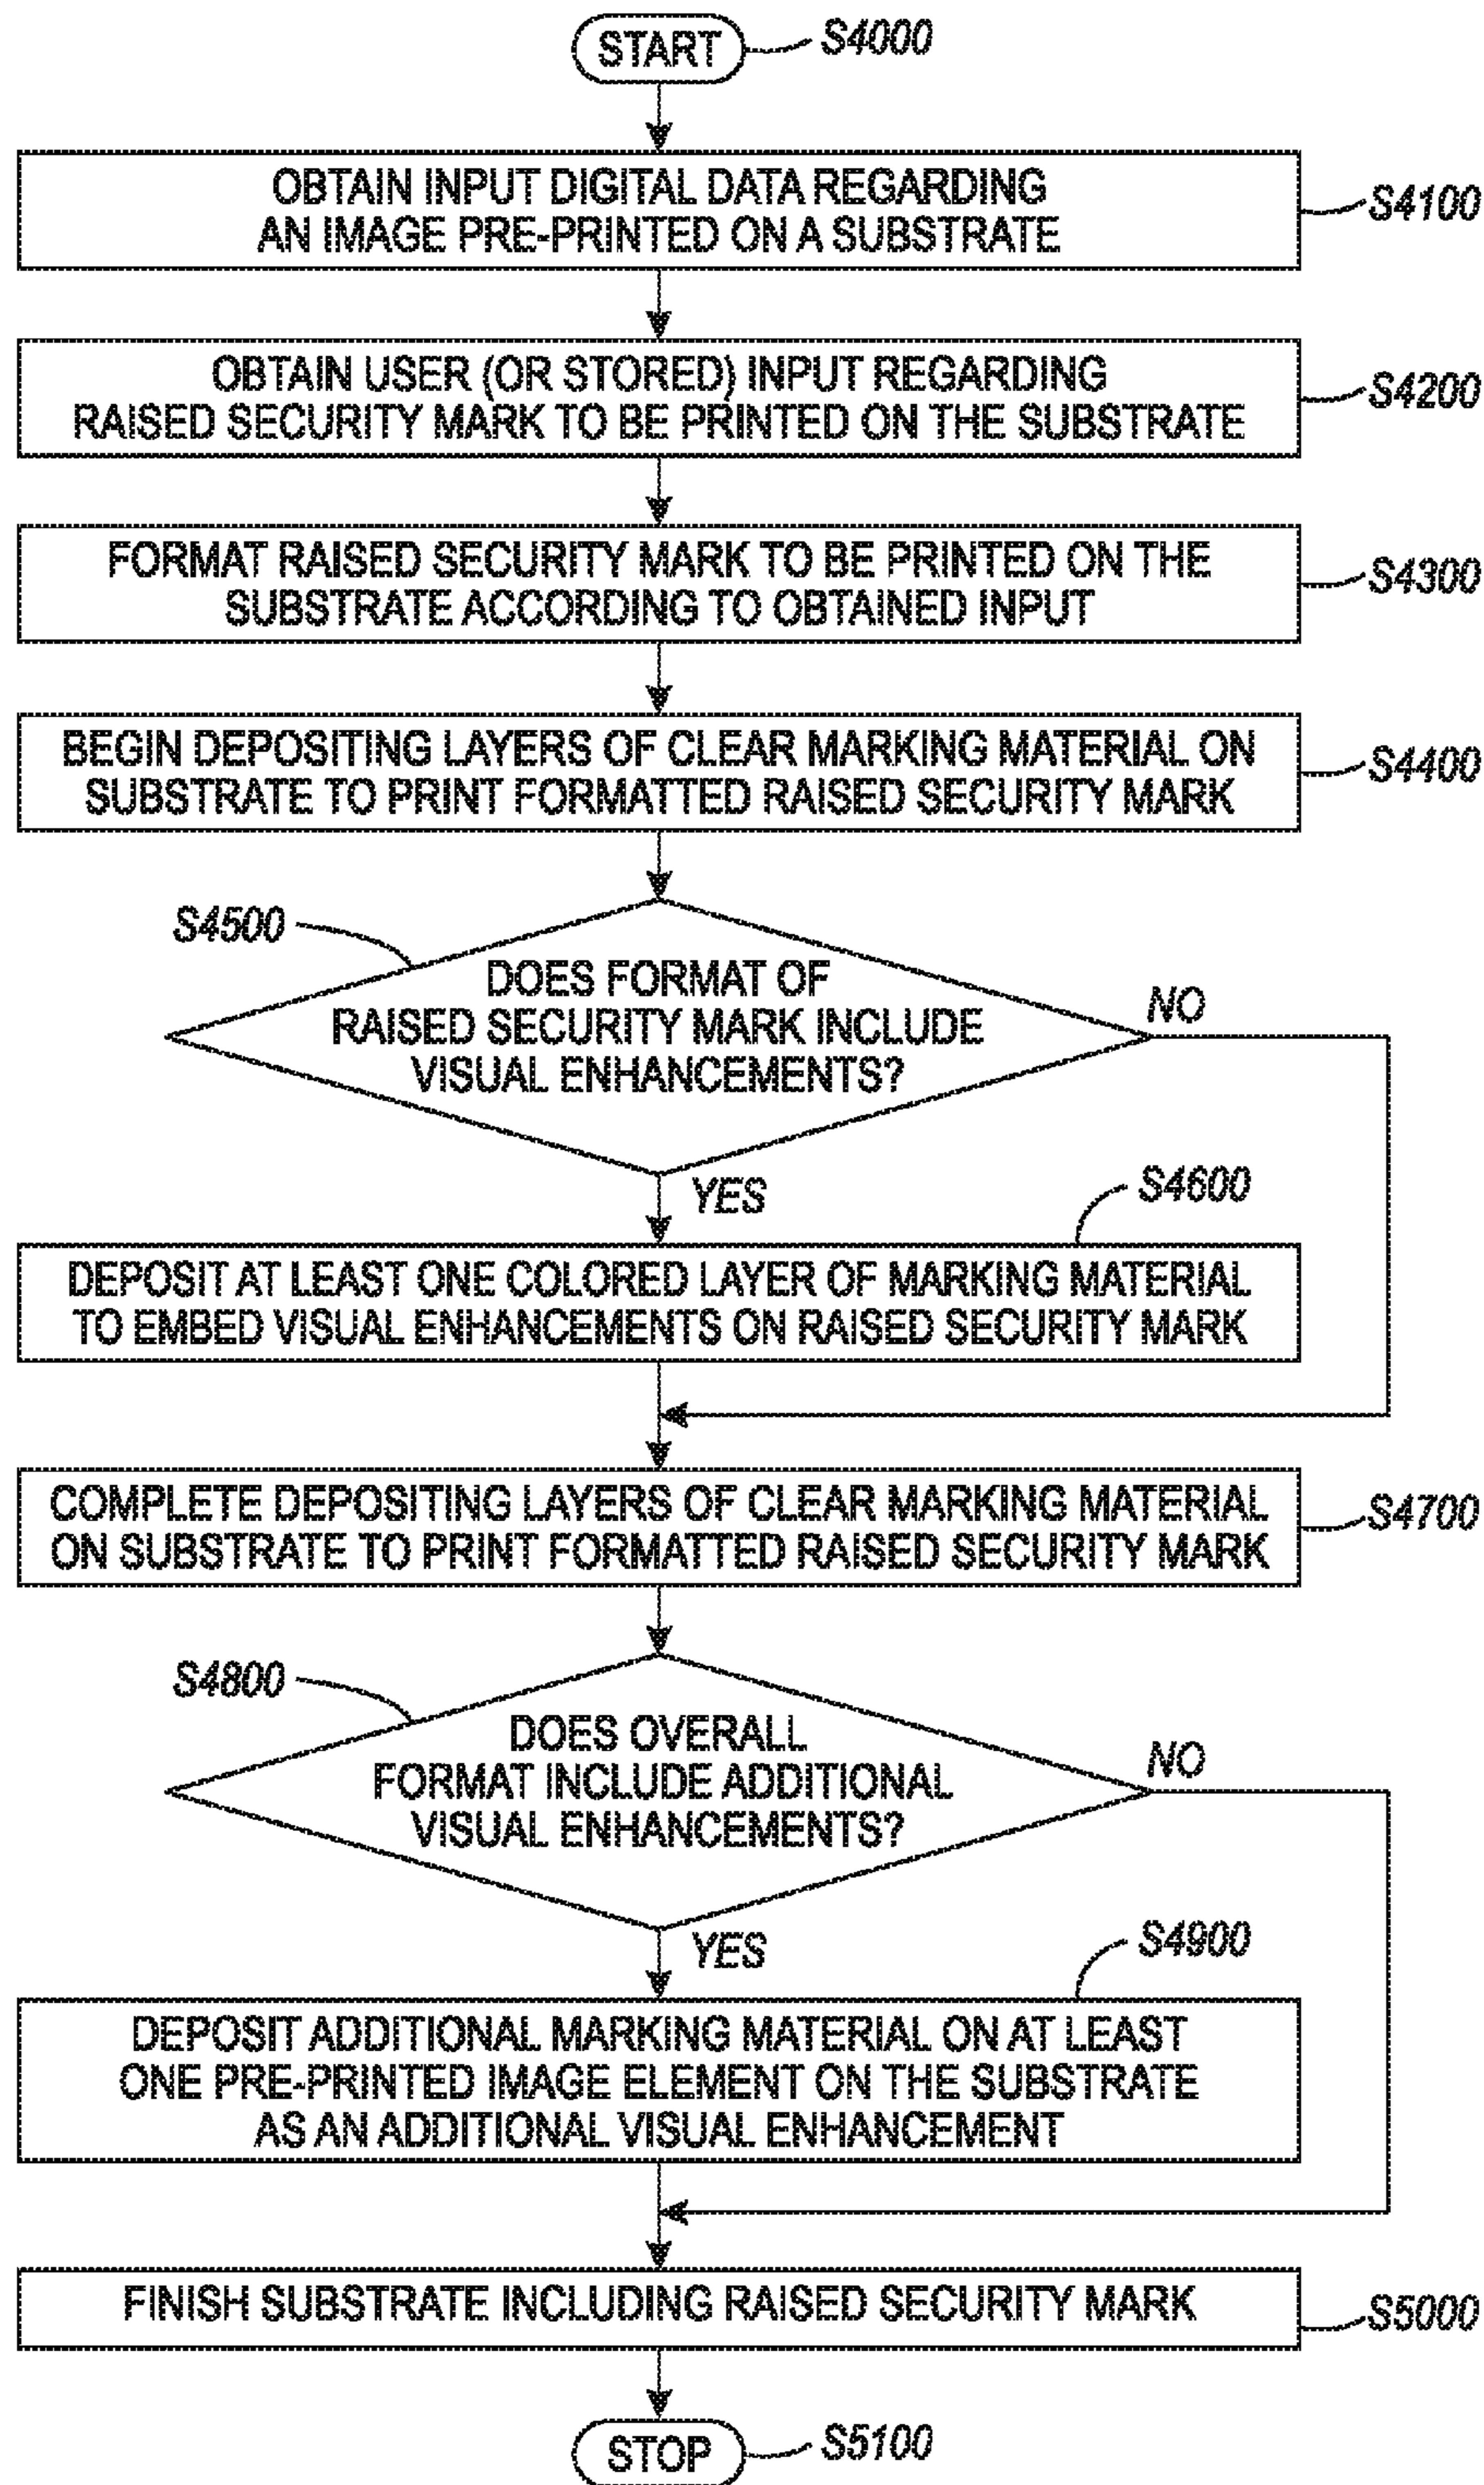 START
S4000
OBTAIN INPUT DIGITAL DATA REGARDING
AN IMAGE PRE-PRINTED ON A SUBSTRATE
S4100
OBTAIN USER (OR STORED) INPUT REGARDING
RAISED SECURITY MARK TO BE PRINTED ON THE SUBSTRATE
S4200
FORMAT RAISED SECURITY MARK TO BE PRINTED ON THE
SUBSTRATE ACCORDING TO OBTAINED INPUT
S4300
BEGIN DEPOSITING LAYERS OF CLEAR MARKING MATERIAL ON
SUBSTRATE TO PRINT FORMATTED RAISED SECURITY MARK
S4400
S4500
DOES FORMAT OF
RAISED SECURITY MARK INCLUDE
VISUAL ENHANCEMENTS?
NO
YES
S4600
DEPOSIT AT LEAST ONE COLORED LAYER OF MARKING MATERIAL
TO EMBED VISUAL ENHANCEMENTS ON RAISED SECURITY MARK
COMPLETE DEPOSITING LAYERS OF CLEAR MARKING MATERIAL
ON SUBSTRATE TO PRINT FORMATTED RAISED SECURITY MARK
S4700
S4800
DOES OVERALL
FORMAT INCLUDE ADDITIONAL
VISUAL ENHANCEMENTS?
NO
YES
S4900
DEPOSIT ADDITIONAL MARKING MATERIAL ON AT LEAST
ONE PRE-PRINTED IMAGE ELEMENT ON THE SUBSTRATE
AS AN ADDITIONAL VISUAL ENHANCEMENT
FINISH SUBSTRATE INCLUDING RAISED SECURITY MARK
S5000
STOP
S5100